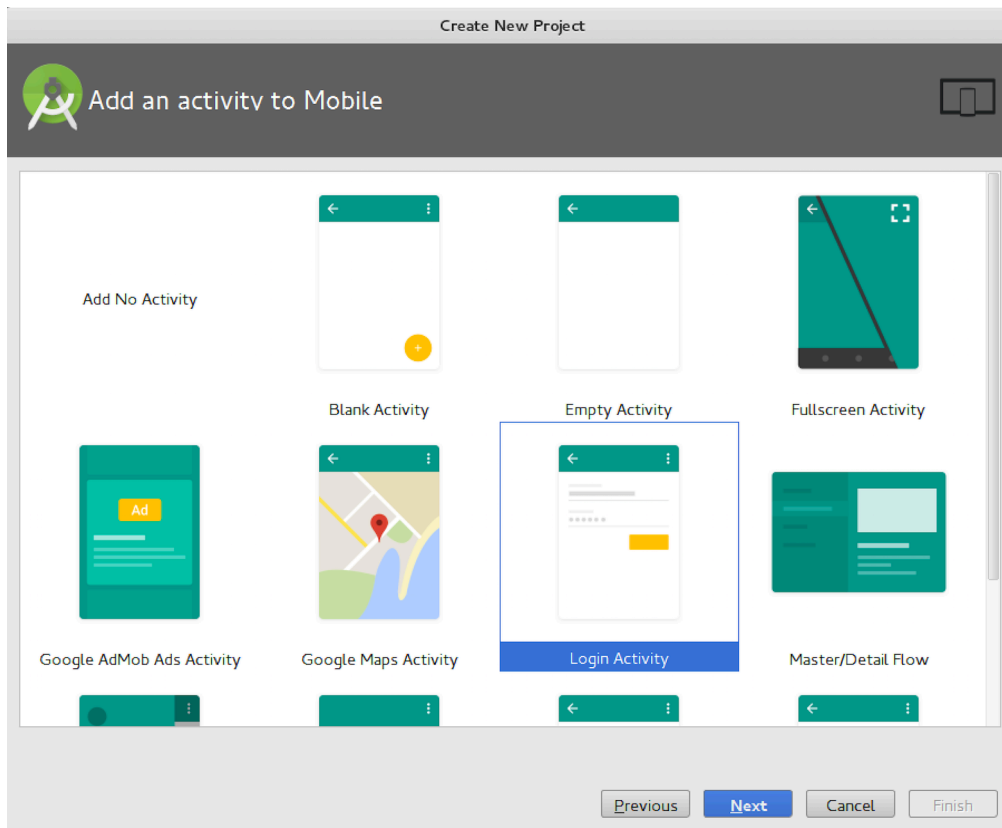 Create New Project
Add an activity to Mobile
Add No Activity
Blank Activity
Empty Activity
Fullscreen Activity
Ad
Google AdMob Ads Activity
Google Maps Activity
Login Activity
Master/Detail Flow
Previous
Next
Cancel
Finish